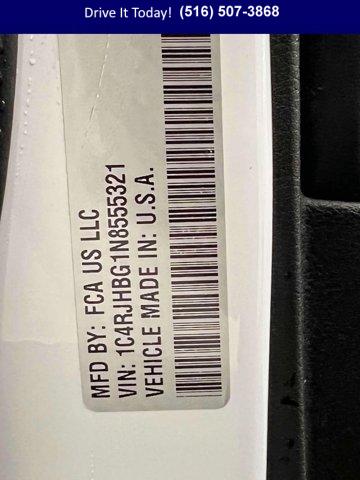 Drive It Today! (516) 507-3868
MFD BY: FCA US LLC
VIN: 1C4RJHBG1N8555321
VEHICLE MADE IN: U.S.A.